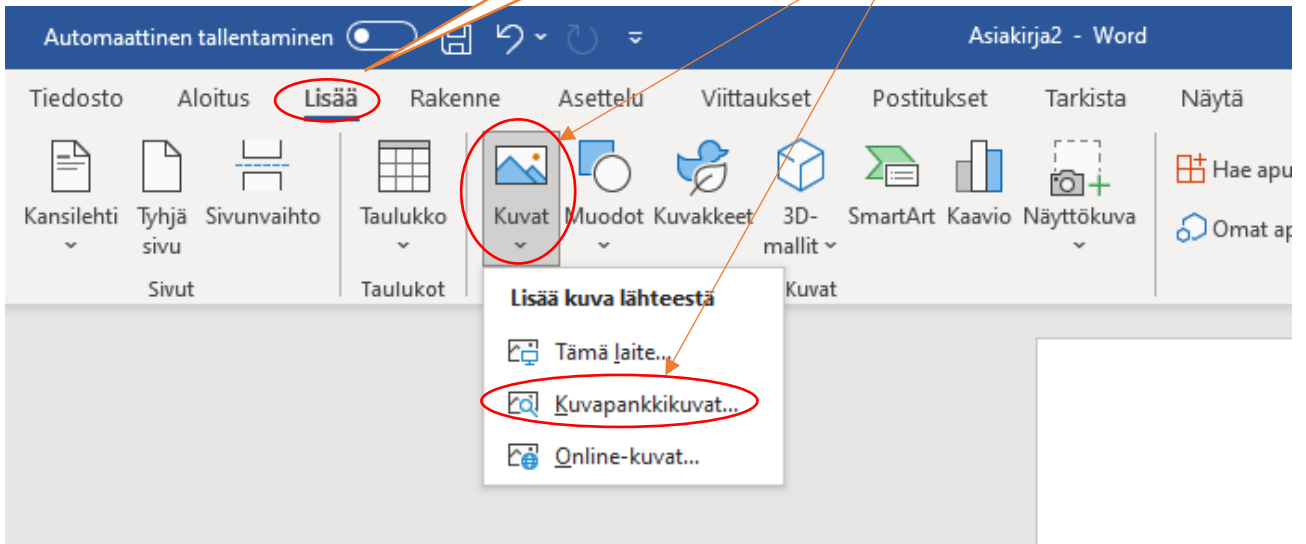 Automaattinen tallentaminen
Asiakirja2 - Word
Tiedosto Aloitus Lisää Rakenne Asettelu Viittaukset Postitukset Tarkista Näytä
Kansilehti Tyhjä sivu Sivunvaihto Taulukko Kuvat Muodot Kuvakkeet 3D-mallit SmartArt Kaavio Näyttökuva
Hae apu
Omat ap
Sivut Taulukot Kuvat
Lisää kuva lähteestä
Tämä laite...
Kuvapankkikuvat...
Online-kuvat...